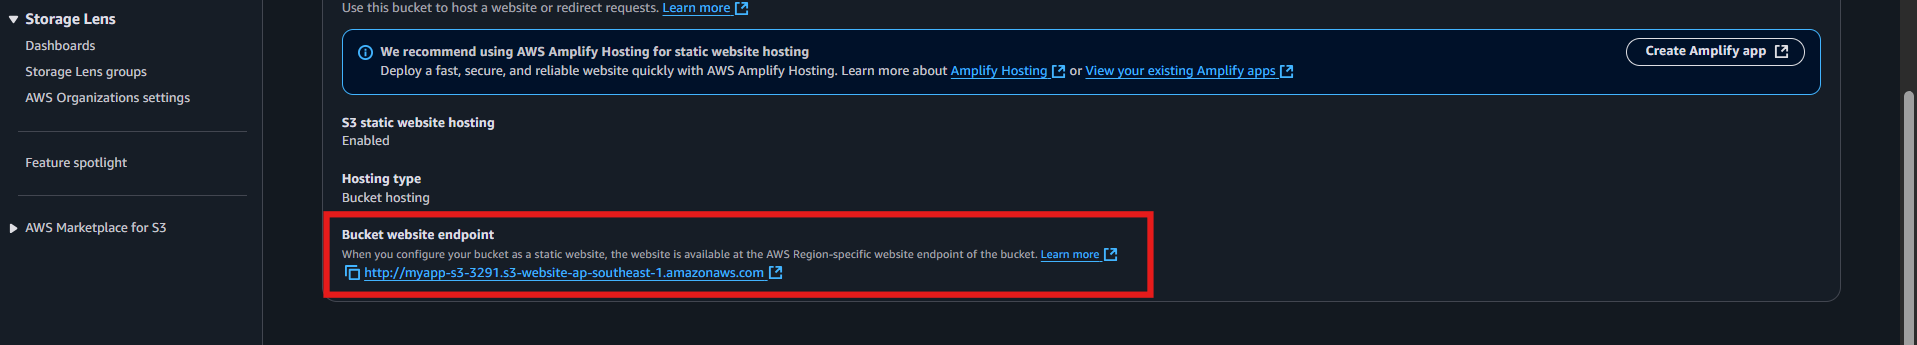 Storage Lens
Dashboards
Storage Lens groups
AWS Organizations settings
Feature spotlight
AWS Marketplace for S3
Use this bucket to host a website or redirect requests. Learn more
We recommend using AWS Amplify Hosting for static website hosting
Deploy a fast, secure, and reliable website quickly with AWS Amplify Hosting. Learn more about Amplify Hosting or View your existing Amplify apps
Create Amplify app
S3 static website hosting
Enabled
Hosting type
Bucket hosting
Bucket website endpoint
When you configure your bucket as a static website, the website is available at the AWS Region-specific website endpoint of the bucket. Learn more
http://myapp-s3-3291.s3-website-ap-southeast-1.amazonaws.com